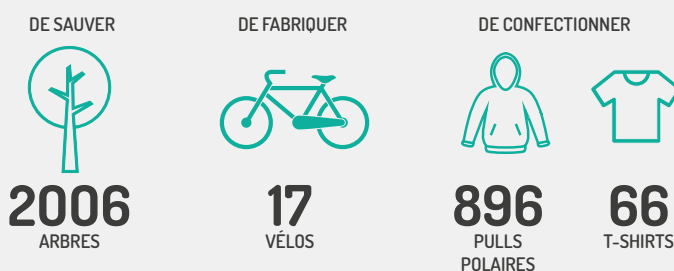 DE SAUVER
2006
ARBRES
DE FABRIQUER
17
VÉLOS
DE CONFECTIONNER
896
PULLS
POLAIRES
66
T-SHIRTS